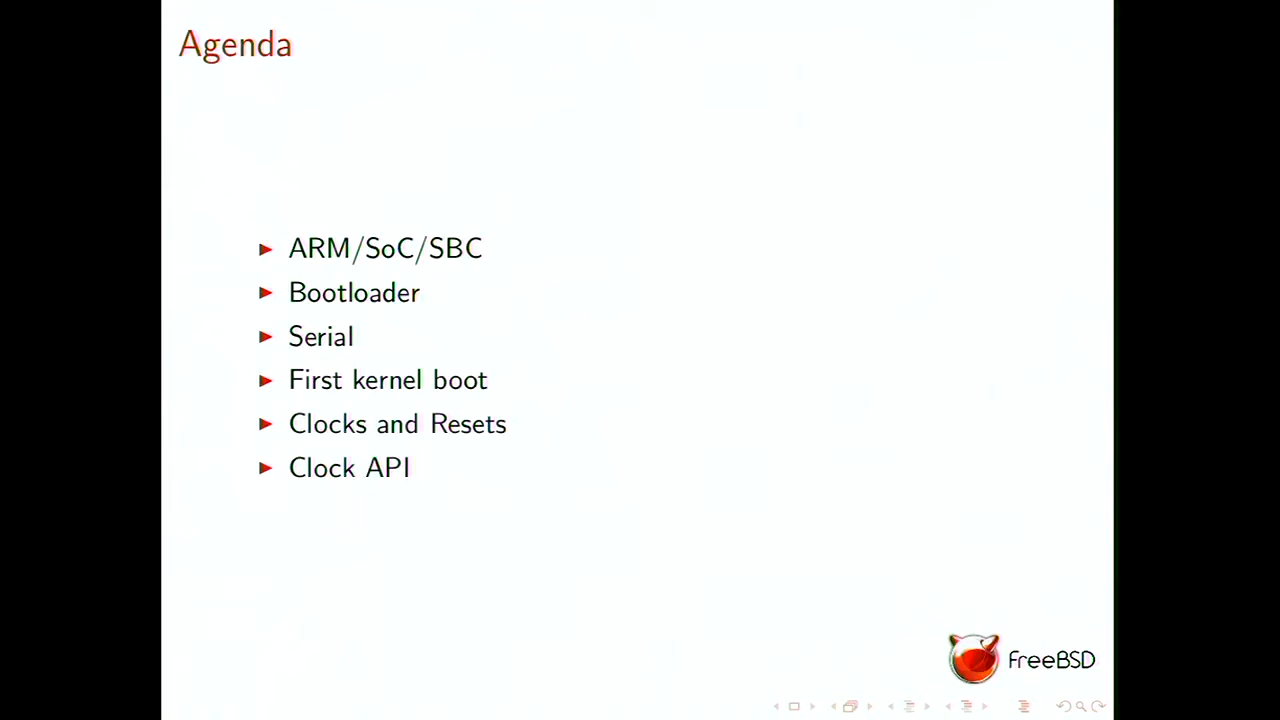 Agenda
ARM/SoC/SBC
Bootloader
Serial
First kernel boot
Clocks and Resets
Clock API
FreeBSD